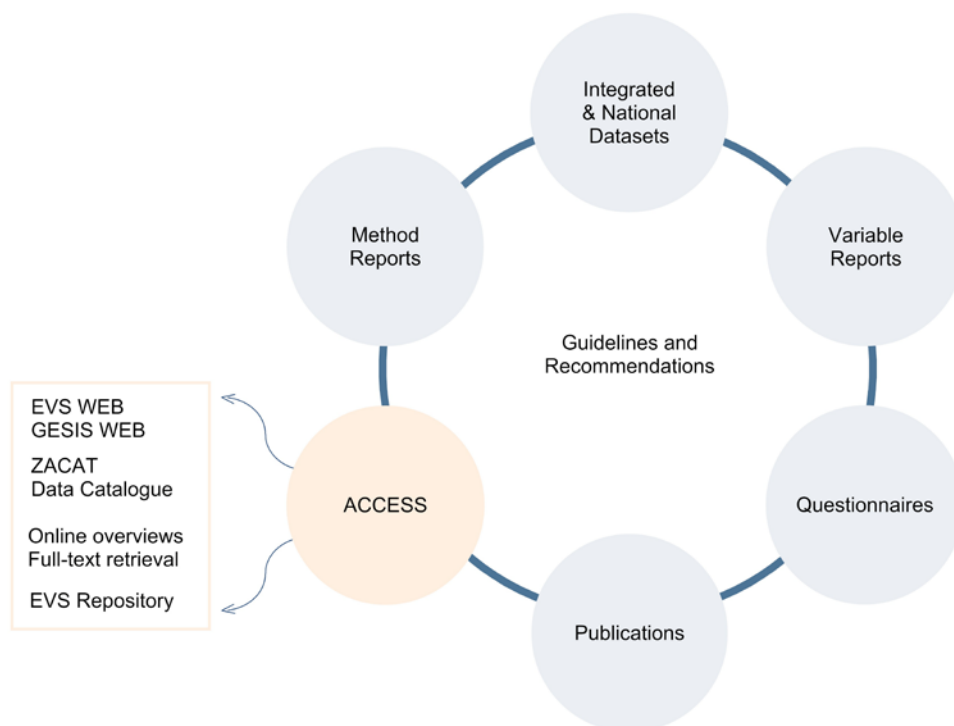 Integrated
& National
Datasets
Method
Reports
Variable
Reports
Guidelines and
Recommendations
EVS WEB
GESIS WEB
ZACAT
Data Catalogue
Online overviews
Full-text retrieval
EVS Repository
ACCESS
Questionnaires
Publications